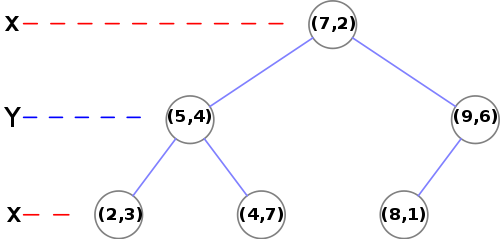 X (7,2)
Y (5,4) (9,6)
X (2,3) (4,7) (8,1)